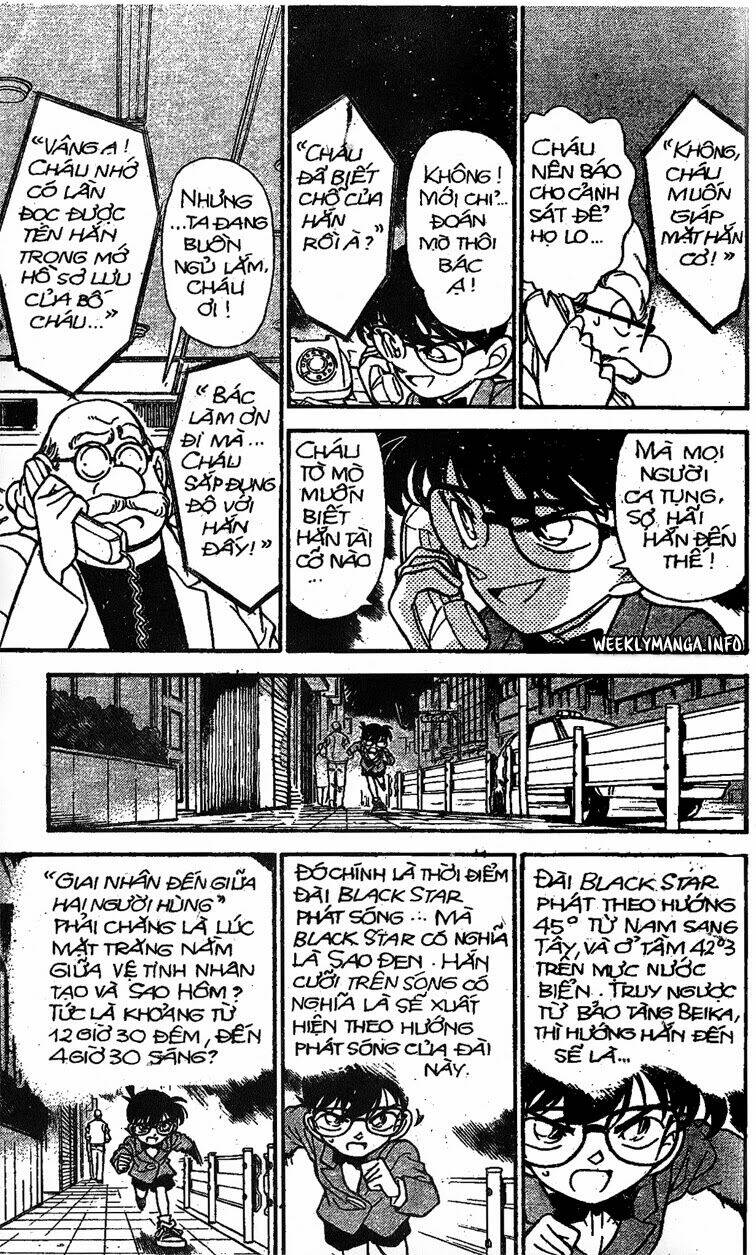 "VÂNG Ạ!
CHÁU NHỚ
CÓ LẦN
ĐỌC ĐƯỢC
TÊN HẮN
TRONG MỚ
HỒ SƠ LƯU
CỦA BỐ
CHÁU..."
NHƯNG
...TA ĐANG
BUỒN
NGỦ LẮM,
CHÁU
ƠI!
"BÁC
LÀM ƠN
ĐI MÀ...
CHÁU
SẮP ĐỤNG
ĐỘ VỚI
HẮN
ĐẤY!"
"CHÁU
ĐÃ BIẾT
CHỖ CỦA
HẮN
RỒI À?"
KHÔNG!
MỚI CHỈ...
ĐOÁN
MÒ THÔI
BÁC
Ạ!
CHÁU
NÊN BÁO
CHO CẢNH
SÁT ĐỂ
HỌ LO...
"KHÔNG,
CHÁU
MUỐN
GIÁP
MẶT HẮN
CƠ!"
CHÁU
TÒ MÒ
MUỐN
BIẾT
HẮN TÀI
CỠ NÀO
...
MÀ MỌI
NGƯỜI
CA TỤNG,
SỢ HÃI
HẮN ĐẾN
THẾ!
WEEKLYMANGA.INFO
"GIAI NHÂN ĐẾN GIỮA
HAI NGƯỜI HÙNG"
PHẢI CHĂNG LÀ LÚC
MẶT TRĂNG NẰM
GIỮA VỆ TINH NHÂN
TẠO VÀ SAO HÔM?
TỨC LÀ KHOẢNG TỪ
12 GIỜ 30 ĐÊM, ĐẾN
4 GIỜ 30 SÁNG?
ĐÓ CHÍNH LÀ THỜI ĐIỂM
ĐÀI BLACK STAR
PHÁT SÓNG... MÀ
BLACK STAR CÓ NGHĨA
LÀ SAO ĐEN. HẮN
CƯỠI TRÊN SÓNG CÓ
NGHĨA LÀ SẼ XUẤT
HIỆN THEO HƯỚNG
PHÁT SÓNG CỦA ĐÀI
NÀY.
ĐÀI BLACK STAR
PHÁT THEO HƯỚNG
45° TỪ NAM SANG
TÂY, VÀ Ở TẦM 42°3
TRÊN MỰC NƯỚC
BIỂN. TRUY NGƯỢC
TỪ BẢO TÀNG BEIKA,
THÌ HƯỚNG HẮN ĐẾN
SẼ LÀ...